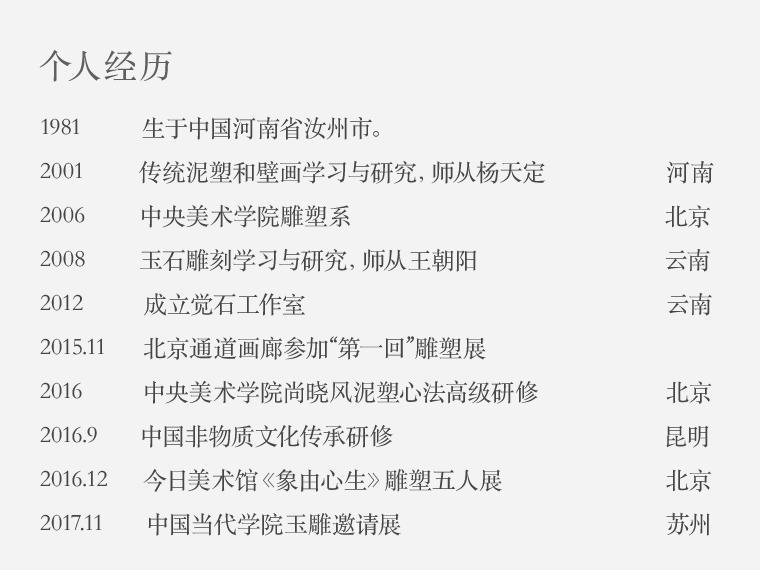 个人经历
1981 生于中国河南省汝州市。
2001 传统泥塑和壁画学习与研究，师从杨天定 河南
2006 中央美术学院雕塑系 北京
2008 玉石雕刻学习与研究，师从王朝阳 云南
2012 成立觉石工作室 云南
2015.11 北京通道画廊参加“第一回”雕塑展
2016 中央美术学院尚晓风泥塑心法高级研修 北京
2016.9 中国非物质文化传承研修 昆明
2016.12 今日美术馆《象由心生》雕塑五人展 北京
2017.11 中国当代学院玉雕邀请展 苏州